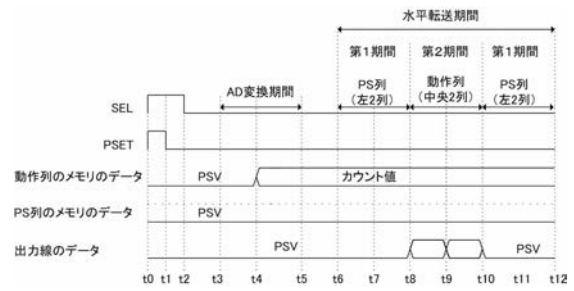 水平転送期間
第1期間
第2期間
第1期間
AD変換期間
PS列
(左2列)
動作列
(中央2列)
PS列
(左2列)
SEL
PSET
動作列のメモリのデータ
PSV
カウント値
PS列のメモリのデータ
PSV
出力線のデータ
PSV
PSV
t0 t1 t2 t3 t4 t5 t6 t7 t8 t9 t10 t11 t12